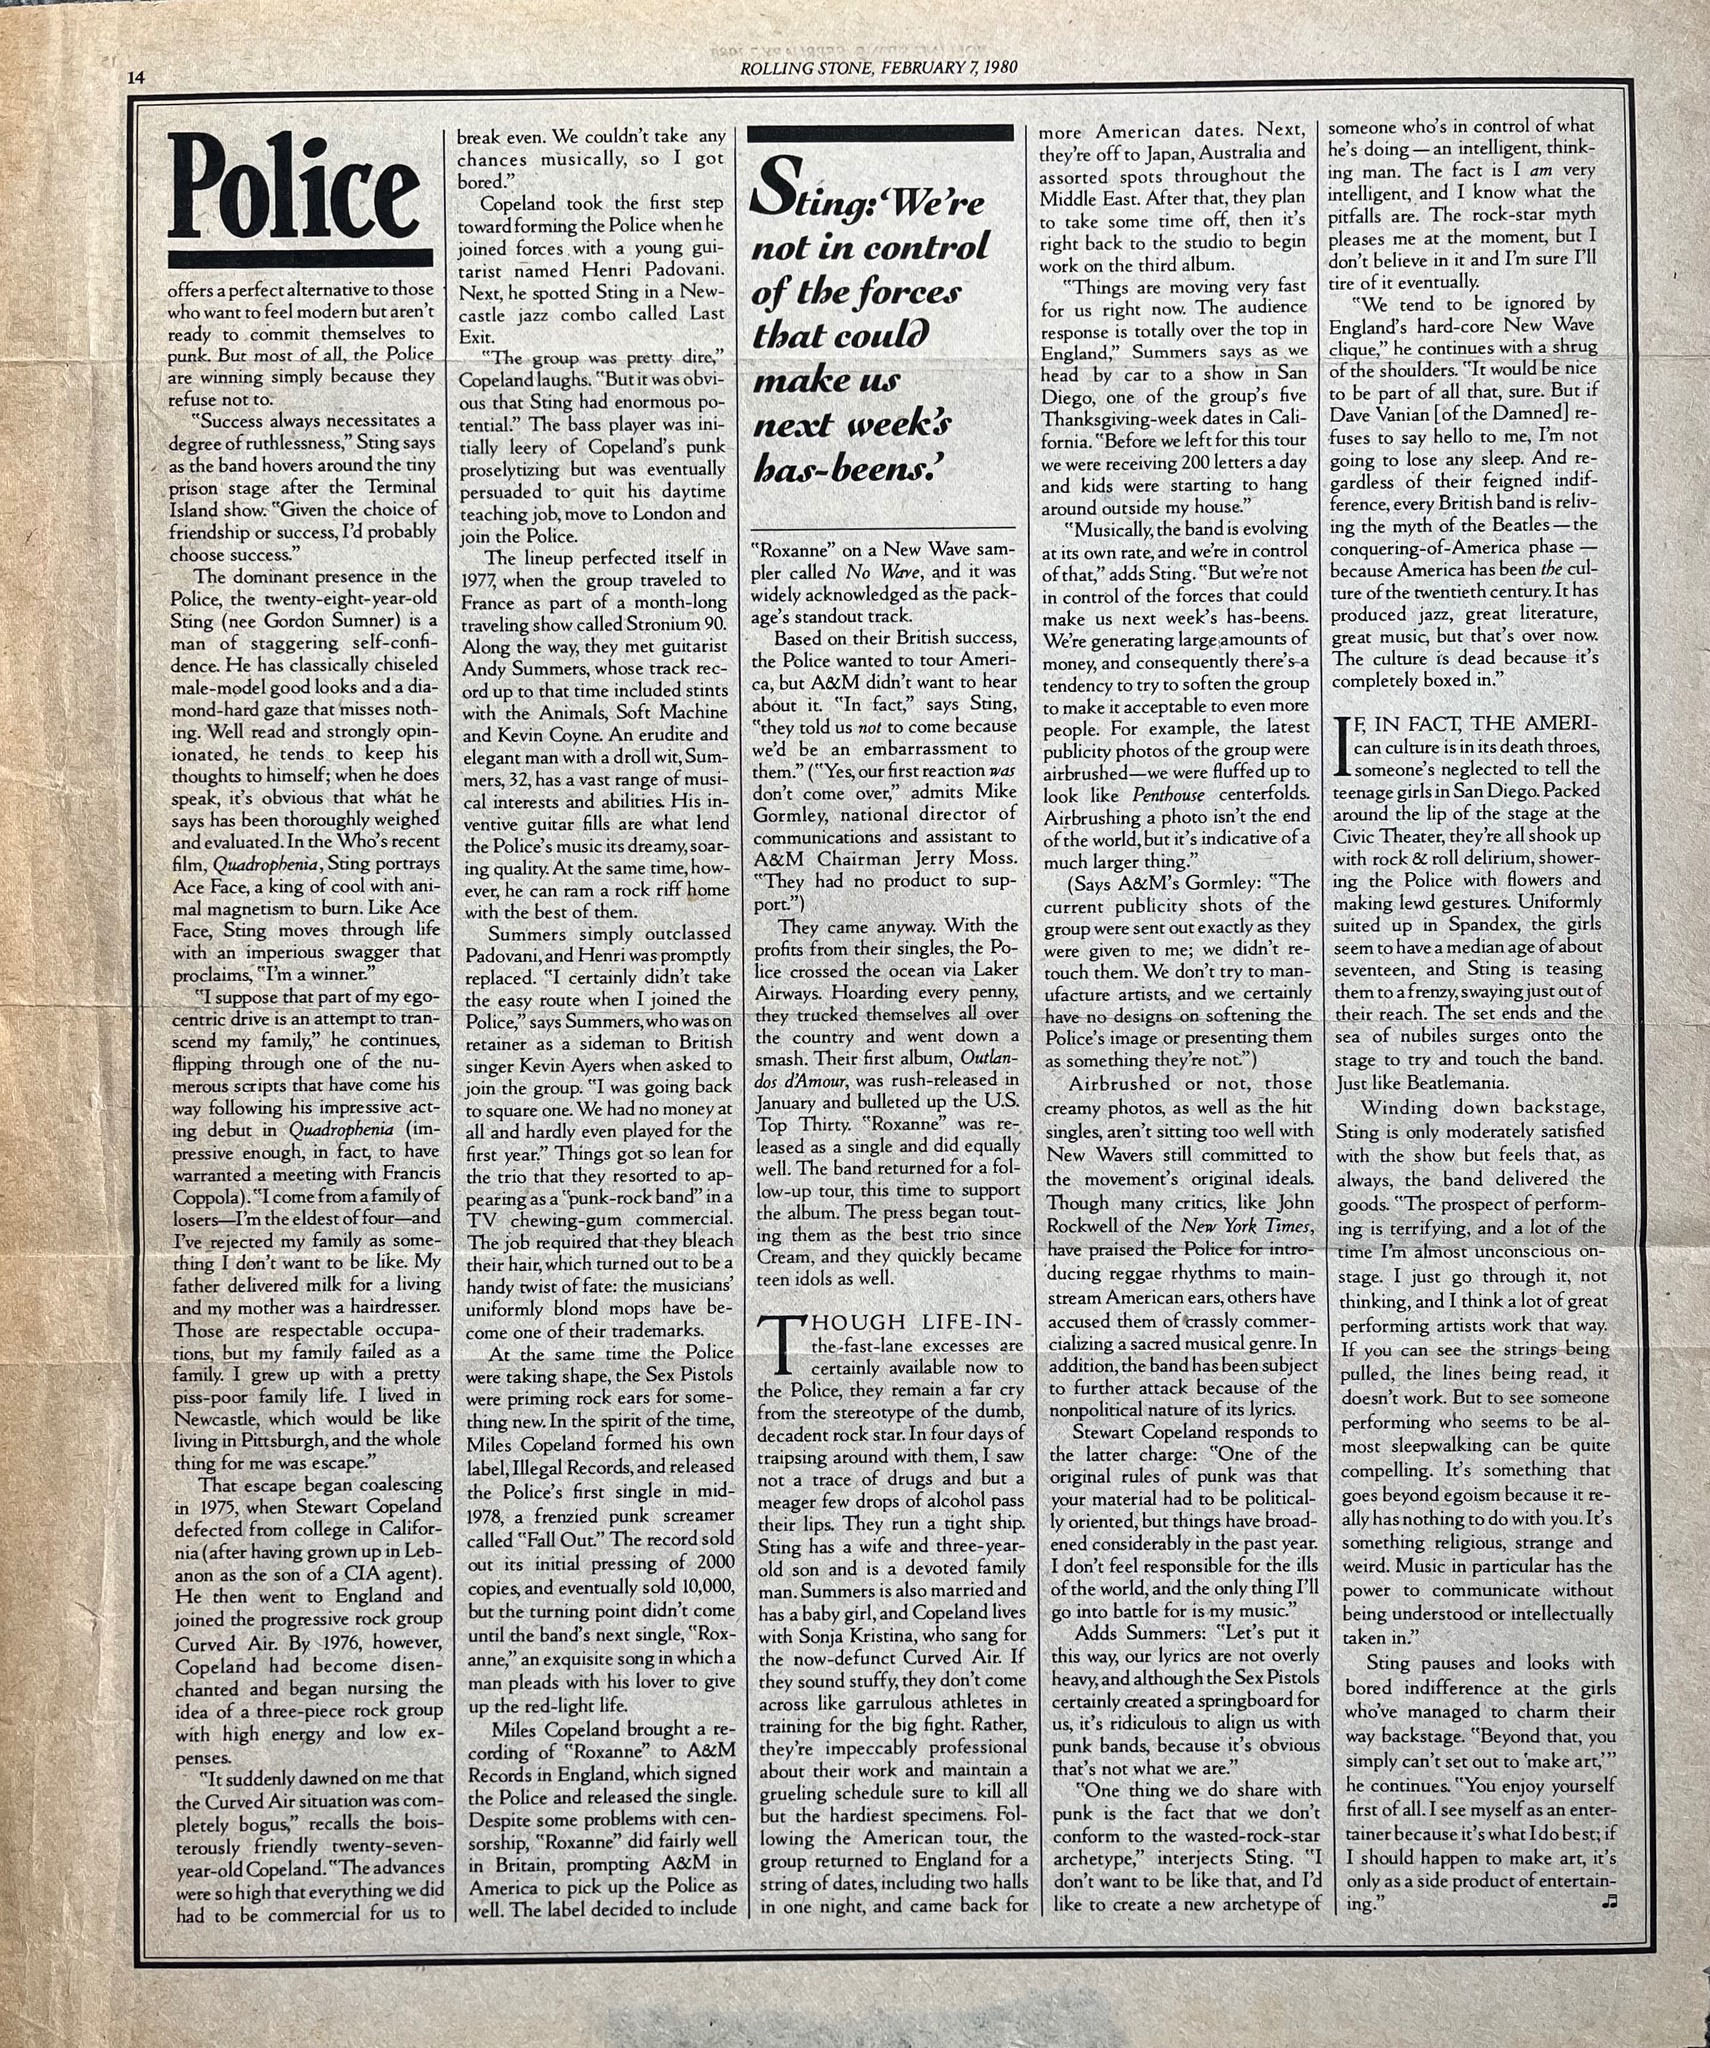 14
ROLLING STONE, FEBRUARY 7, 1980
Police
offers a perfect alternative to those
who want to feel modern but aren't
ready to commit themselves to
punk. But most of all, the Police
are winning simply because they
refuse not to.
"Success always necessitates a
degree of ruthlessness," Sting says
as the band hovers around the tiny
prison stage after the Terminal
Island show. "Given the choice of
friendship or success, I'd probably
choose success."
The dominant presence in the
Police, the twenty-eight-year-old
Sting (nee Gordon Sumner) is a
man of staggering self-confi-
dence. He has classically chiseled
male-model good looks and a dia-
mond-hard gaze that misses noth-
ing. Well read and strongly opin-
ionated, he tends to keep his
thoughts to himself; when he does
speak, it's obvious that what he
says has been thoroughly weighed
and evaluated. In the Who's recent
film, Quadrophenia, Sting portrays
Ace Face, a king of cool with ani-
mal magnetism to burn. Like Ace
Face, Sting moves through life
with an imperious swagger that
proclaims, "I'm a winner."
"I suppose that part of my ego-
centric drive is an attempt to tran-
scend my family," he continues,
flipping through one of the nu-
merous scripts that have come his
way following his impressive act-
ing debut in Quadrophenia (im-
pressive enough, in fact, to have
warranted a meeting with Francis
Coppola). "I come from a family of
losers—I'm the eldest of four—and
I've rejected my family as some-
thing I don't want to be like. My
father delivered milk for a living
and my mother was a hairdresser.
Those are respectable occupa-
tions, but my family failed as a
family. I grew up with a pretty
piss-poor family life. I lived in
Newcastle, which would be like
living in Pittsburgh, and the whole
thing for me was escape."
That escape began coalescing
in 1975, when Stewart Copeland
defected from college in Califor-
nia (after having grown up in Leb-
anon as the son of a CIA agent).
He then went to England and
joined the progressive rock group
Curved Air. By 1976, however,
Copeland had become disen-
chanted and began nursing the
idea of a three-piece rock group
with high energy and low ex-
penses.
"It suddenly dawned on me that
the Curved Air situation was com-
pletely bogus," recalls the bois-
terously friendly twenty-seven-
year-old Copeland. "The advances
were so high that everything we did
had to be commercial for us to
break even. We couldn't take any
chances musically, so I got
bored."
Copeland took the first step
toward forming the Police when he
joined forces with a young gui-
tarist named Henri Padovani.
Next, he spotted Sting in a New-
castle jazz combo called Last
Exit.
"The group was pretty dire,"
Copeland laughs. "But it was obvi-
ous that Sting had enormous po-
tential." The bass player was ini-
tially leery of Copeland's punk
proselytizing but was eventually
persuaded to quit his daytime
teaching job, move to London and
join the Police.
The lineup perfected itself in
1977, when the group traveled to
France as part of a month-long
traveling show called Stronium 90.
Along the way, they met guitarist
Andy Summers, whose track rec-
ord up to that time included stints
with the Animals, Soft Machine
and Kevin Coyne. An erudite and
elegant man with a droll wit, Sum-
mers, 32, has a vast range of musi-
cal interests and abilities. His in-
ventive guitar fills are what lend
the Police's music its dreamy, soar-
ing quality. At the same time, how-
ever, he can ram a rock riff home
with the best of them.
Summers simply outclassed
Padovani, and Henri was promptly
replaced. "I certainly didn't take
the easy route when I joined the
Police," says Summers, who was on
retainer as a sideman to British
singer Kevin Ayers when asked to
join the group. "I was going back
to square one. We had no money at
all and hardly even played for the
first year." Things got so lean for
the trio that they resorted to ap-
pearing as a "punk-rock band" in a
TV chewing-gum commercial.
The job required that they bleach
their hair, which turned out to be a
handy twist of fate: the musicians'
uniformly blond mops have be-
come one of their trademarks.
At the same time the Police
were taking shape, the Sex Pistols
were priming rock ears for some-
thing new. In the spirit of the time,
Miles Copeland formed his own
label, Illegal Records, and released
the Police's first single in mid-
1978, a frenzied punk screamer
called "Fall Out." The record sold
out its initial pressing of 2000
copies, and eventually sold 10,000,
but the turning point didn't come
until the band's next single, "Rox-
anne," an exquisite song in which a
man pleads with his lover to give
up the red-light life.
Miles Copeland brought a re-
cording of "Roxanne" to A&M
Records in England, which signed
the Police and released the single.
Despite some problems with cen-
sorship, "Roxanne" did fairly well
in Britain, prompting A&M in
America to pick up the Police as
well. The label decided to include
Sting: 'We're
not in control
of the forces
that could
make us
next week's
has-beens.'
"Roxanne" on a New Wave sam-
pler called No Wave, and it was
widely acknowledged as the pack-
age's standout track.
Based on their British success,
the Police wanted to tour Ameri-
ca, but A&M didn't want to hear
about it. "In fact," says Sting,
"they told us not to come because
we'd be an embarrassment to
them." ("Yes, our first reaction was
don't come over," admits Mike
Gormley, national director of
communications and assistant to
A&M Chairman Jerry Moss.
"They had no product to sup-
port.")
They came anyway. With the
profits from their singles, the Po-
lice crossed the ocean via Laker
Airways. Hoarding every penny,
they trucked themselves all over
the country and went down a
smash. Their first album, Outlan-
dos d'Amour, was rush-released in
January and bulleted up the U.S.
Top Thirty. "Roxanne" was re-
leased as a single and did equally
well. The band returned for a fol-
low-up tour, this time to support
the album. The press began tout-
ing them as the best trio since
Cream, and they quickly became
teen idols as well.
THOUGH LIFE-IN-
the-fast-lane excesses are
certainly available now to
the Police, they remain a far cry
from the stereotype of the dumb,
decadent rock star. In four days of
traipsing around with them, I saw
not a trace of drugs and but a
meager few drops of alcohol pass
their lips. They run a tight ship.
Sting has a wife and three-year-
old son and is a devoted family
man. Summers is also married and
has a baby girl, and Copeland lives
with Sonja Kristina, who sang for
the now-defunct Curved Air. If
they sound stuffy, they don't come
across like garrulous athletes in
training for the big fight. Rather,
they're impeccably professional
about their work and maintain a
grueling schedule sure to kill all
but the hardiest specimens. Fol-
lowing the American tour, the
group returned to England for a
string of dates, including two halls
in one night, and came back for
more American dates. Next,
they're off to Japan, Australia and
assorted spots throughout the
Middle East. After that, they plan
to take some time off, then it's
right back to the studio to begin
work on the third album.
"Things are moving very fast
for us right now. The audience
response is totally over the top in
England," Summers says as we
head by car to a show in San
Diego, one of the group's five
Thanksgiving-week dates in Cali-
fornia. "Before we left for this tour
we were receiving 200 letters a day
and kids were starting to hang
around outside my house."
"Musically, the band is evolving
at its own rate, and we're in control
of that," adds Sting. "But we're not
in control of the forces that could
make us next week's has-beens.
We're generating large amounts of
money, and consequently there's a
tendency to try to soften the group
to make it acceptable to even more
people. For example, the latest
publicity photos of the group were
airbrushed—we were fluffed up to
look like Penthouse centerfolds.
Airbrushing a photo isn't the end
of the world, but it's indicative of a
much larger thing."
(Says A&M's Gormley: "The
current publicity shots of the
group were sent out exactly as they
were given to me; we didn't re-
touch them. We don't try to man-
ufacture artists, and we certainly
have no designs on softening the
Police's image or presenting them
as something they're not.")
Airbrushed or not, those
creamy photos, as well as the hit
singles, aren't sitting too well with
New Wavers still committed to
the movement's original ideals.
Though many critics, like John
Rockwell of the New York Times,
have praised the Police for intro-
ducing reggae rhythms to main-
stream American ears, others have
accused them of crassly commer-
cializing a sacred musical genre. In
addition, the band has been subject
to further attack because of the
nonpolitical nature of its lyrics.
Stewart Copeland responds to
the latter charge: "One of the
original rules of punk was that
your material had to be political-
ly oriented, but things have broad-
ened considerably in the past year.
I don't feel responsible for the ills
of the world, and the only thing I'll
go into battle for is my music."
Adds Summers: "Let's put it
this way, our lyrics are not overly
heavy, and although the Sex Pistols
certainly created a springboard for
us, it's ridiculous to align us with
punk bands, because it's obvious
that's not what we are."
"One thing we do share with
punk is the fact that we don't
conform to the wasted-rock-star
archetype," interjects Sting. "I
don't want to be like that, and I'd
like to create a new archetype of
someone who's in control of what
he's doing—an intelligent, think-
ing man. The fact is I am very
intelligent, and I know what the
pitfalls are. The rock-star myth
pleases me at the moment, but I
don't believe in it and I'm sure I'll
tire of it eventually.
"We tend to be ignored by
England's hard-core New Wave
clique," he continues with a shrug
of the shoulders. "It would be nice
to be part of all that, sure. But if
Dave Vanian [of the Damned] re-
fuses to say hello to me, I'm not
going to lose any sleep. And re-
gardless of their feigned indif-
ference, every British band is reliv-
ing the myth of the Beatles—the
conquering-of-America phase—
because America has been the cul-
ture of the twentieth century. It has
produced jazz, great literature,
great music, but that's over now.
The culture is dead because it's
completely boxed in."
IF, IN FACT, THE AMERI-
can culture is in its death throes,
someone's neglected to tell the
teenage girls in San Diego. Packed
around the lip of the stage at the
Civic Theater, they're all shook up
with rock & roll delirium, shower-
ing the Police with flowers and
making lewd gestures. Uniformly
suited up in Spandex, the girls
seem to have a median age of about
seventeen, and Sting is teasing
them to a frenzy, swaying just out of
their reach. The set ends and the
sea of nubiles surges onto the
stage to try and touch the band.
Just like Beatlemania.
Winding down backstage,
Sting is only moderately satisfied
with the show but feels that, as
always, the band delivered the
goods. "The prospect of perform-
ing is terrifying, and a lot of the
time I'm almost unconscious on-
stage. I just go through it, not
thinking, and I think a lot of great
performing artists work that way.
If you can see the strings being
pulled, the lines being read, it
doesn't work. But to see someone
performing who seems to be al-
most sleepwalking can be quite
compelling. It's something that
goes beyond egoism because it re-
ally has nothing to do with you. It's
something religious, strange and
weird. Music in particular has the
power to communicate without
being understood or intellectually
taken in."
Sting pauses and looks with
bored indifference at the girls
who've managed to charm their
way backstage. "Beyond that, you
simply can't set out to 'make art,'"
he continues. "You enjoy yourself
first of all. I see myself as an enter-
tainer because it's what I do best; if
I should happen to make art, it's
only as a side product of entertain-
ing."